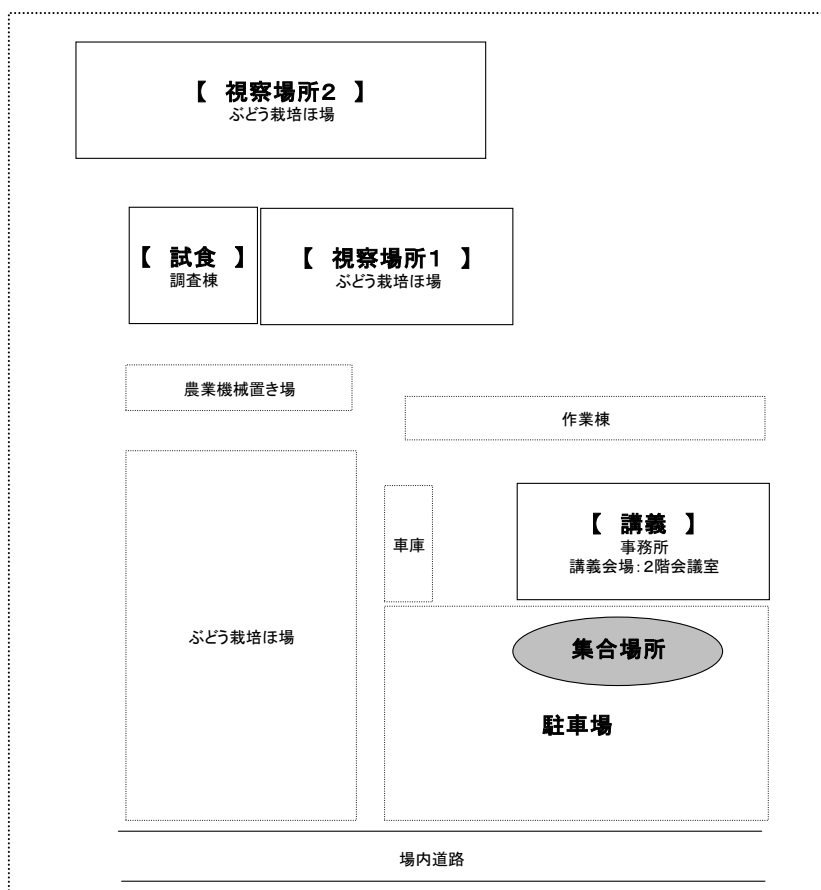 【 視察場所2 】
ぶどう栽培ほ場
【 試食 】
調査棟
【 視察場所1 】
ぶどう栽培ほ場
農業機械置き場
作業棟
車庫
【 講義 】
事務所
講義会場:2階会議室
ぶどう栽培ほ場
集合場所
駐車場
場内道路